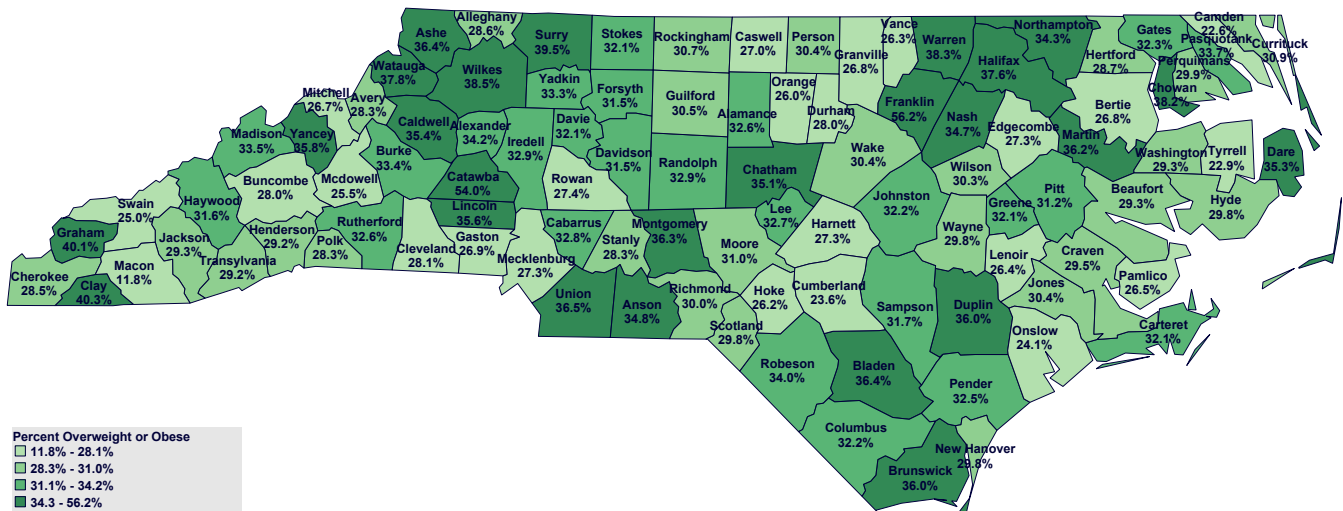 Alleghany
28.6%
Ashe
36.4%
Surry
39.5%
Stokes
32.1%
Rockingham
30.7%
Caswell
27.0%
Person
30.4%
Granville
26.8%
Vance
26.3%
Warren
38.3%
Northampton
34.3%
Halifax
37.6%
Hertford
28.7%
Gates
32.3%
Camden
22.6%
Pasquotank
33.7%
Currituck
30.9%
Perquimans
29.9%
Chowan
38.2%
Watauga
37.8%
Wilkes
38.5%
Yadkin
33.3%
Forsyth
31.5%
Guilford
30.5%
Alamance
32.6%
Orange
26.0%
Durham
28.0%
Franklin
56.2%
Nash
34.7%
Edgecombe
27.3%
Bertie
26.8%
Martin
36.2%
Mitchell
26.7%
Avery
28.3%
Caldwell
35.4%
Alexander
34.2%
Iredell
32.9%
Davie
32.1%
Davidson
31.5%
Randolph
32.9%
Chatham
35.1%
Wake
30.4%
Wilson
30.3%
Washington
29.3%
Tyrrell
22.9%
Dare
35.3%
Madison
33.5%
Yancey
35.8%
Burke
33.4%
Catawba
54.0%
Rowan
27.4%
Johnston
32.2%
Greene
32.1%
Pitt
31.2%
Beaufort
29.3%
Hyde
29.8%
Swain
25.0%
Haywood
31.6%
Buncombe
28.0%
Mcdowell
25.5%
Lincoln
35.6%
Lee
32.7%
Harnett
27.3%
Wayne
29.8%
Graham
40.1%
Jackson
29.3%
Henderson
29.2%
Polk
28.3%
Rutherford
32.6%
Cleveland
28.1%
Gaston
26.9%
Mecklenburg
27.3%
Cabarrus
32.8%
Stanly
28.3%
Montgomery
36.3%
Moore
31.0%
Lenoir
26.4%
Craven
29.5%
Pamlico
26.5%
Cherokee
28.5%
Clay
40.3%
Macon
11.8%
Transylvania
29.2%
Union
36.5%
Anson
34.8%
Richmond
30.0%
Scotland
29.8%
Hoke
26.2%
Cumberland
23.6%
Sampson
31.7%
Duplin
36.0%
Jones
30.4%
Onslow
24.1%
Carteret
32.1%
Robeson
34.0%
Bladen
36.4%
Pender
32.5%
Columbus
32.2%
New Hanover
29.8%
Brunswick
36.0%
Percent Overweight or Obese
11.8% - 28.1%
28.3% - 31.0%
31.1% - 34.2%
34.3 - 56.2%